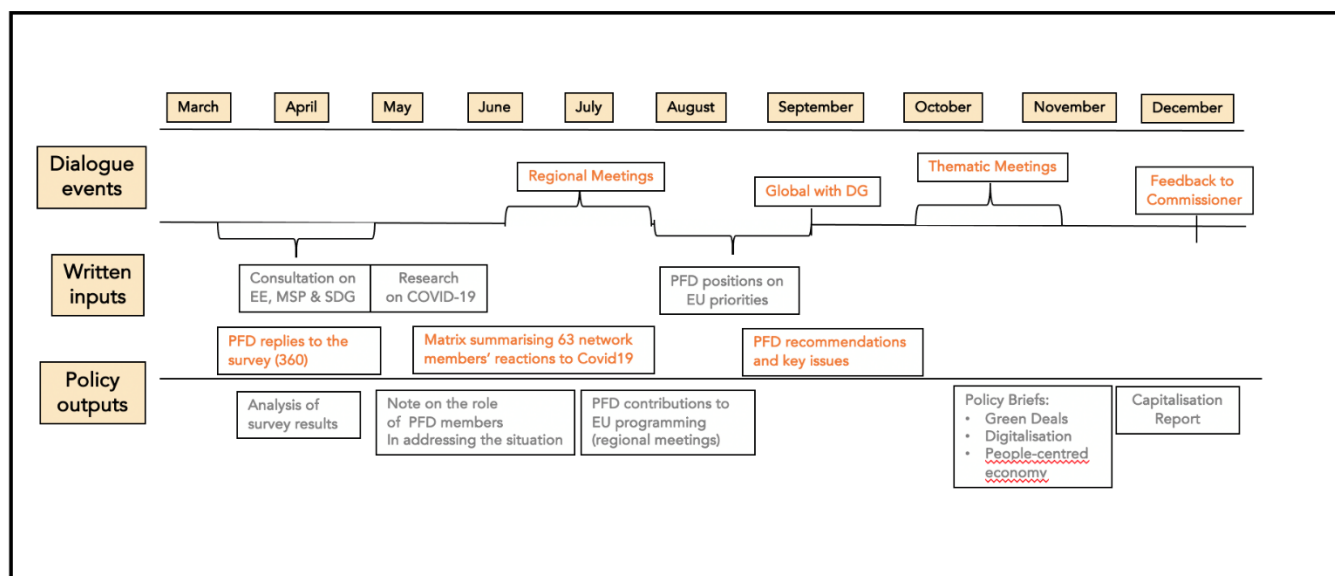 March
April
May
June
July
August
September
October
November
December
Dialogue
events
Regional Meetings
Global with DG
Thematic Meetings
Feedback to
Commissioner
Written
inputs
Consultation on
EE, MSP & SDG
Research
on COVID-19
PFD positions on
EU priorities
PFD replies to the
survey (360)
Matrix summarising 63 network
members' reactions to Covid19
PFD recommendations
and key issues
Policy
outputs
Analysis of
survey results
Note on the role
of PFD members
In addressing the situation
PFD contributions to
EU programming
(regional meetings)
Policy Briefs:
• Green Deals
• Digitalisation
• People-centred
economy
Capitalisation
Report